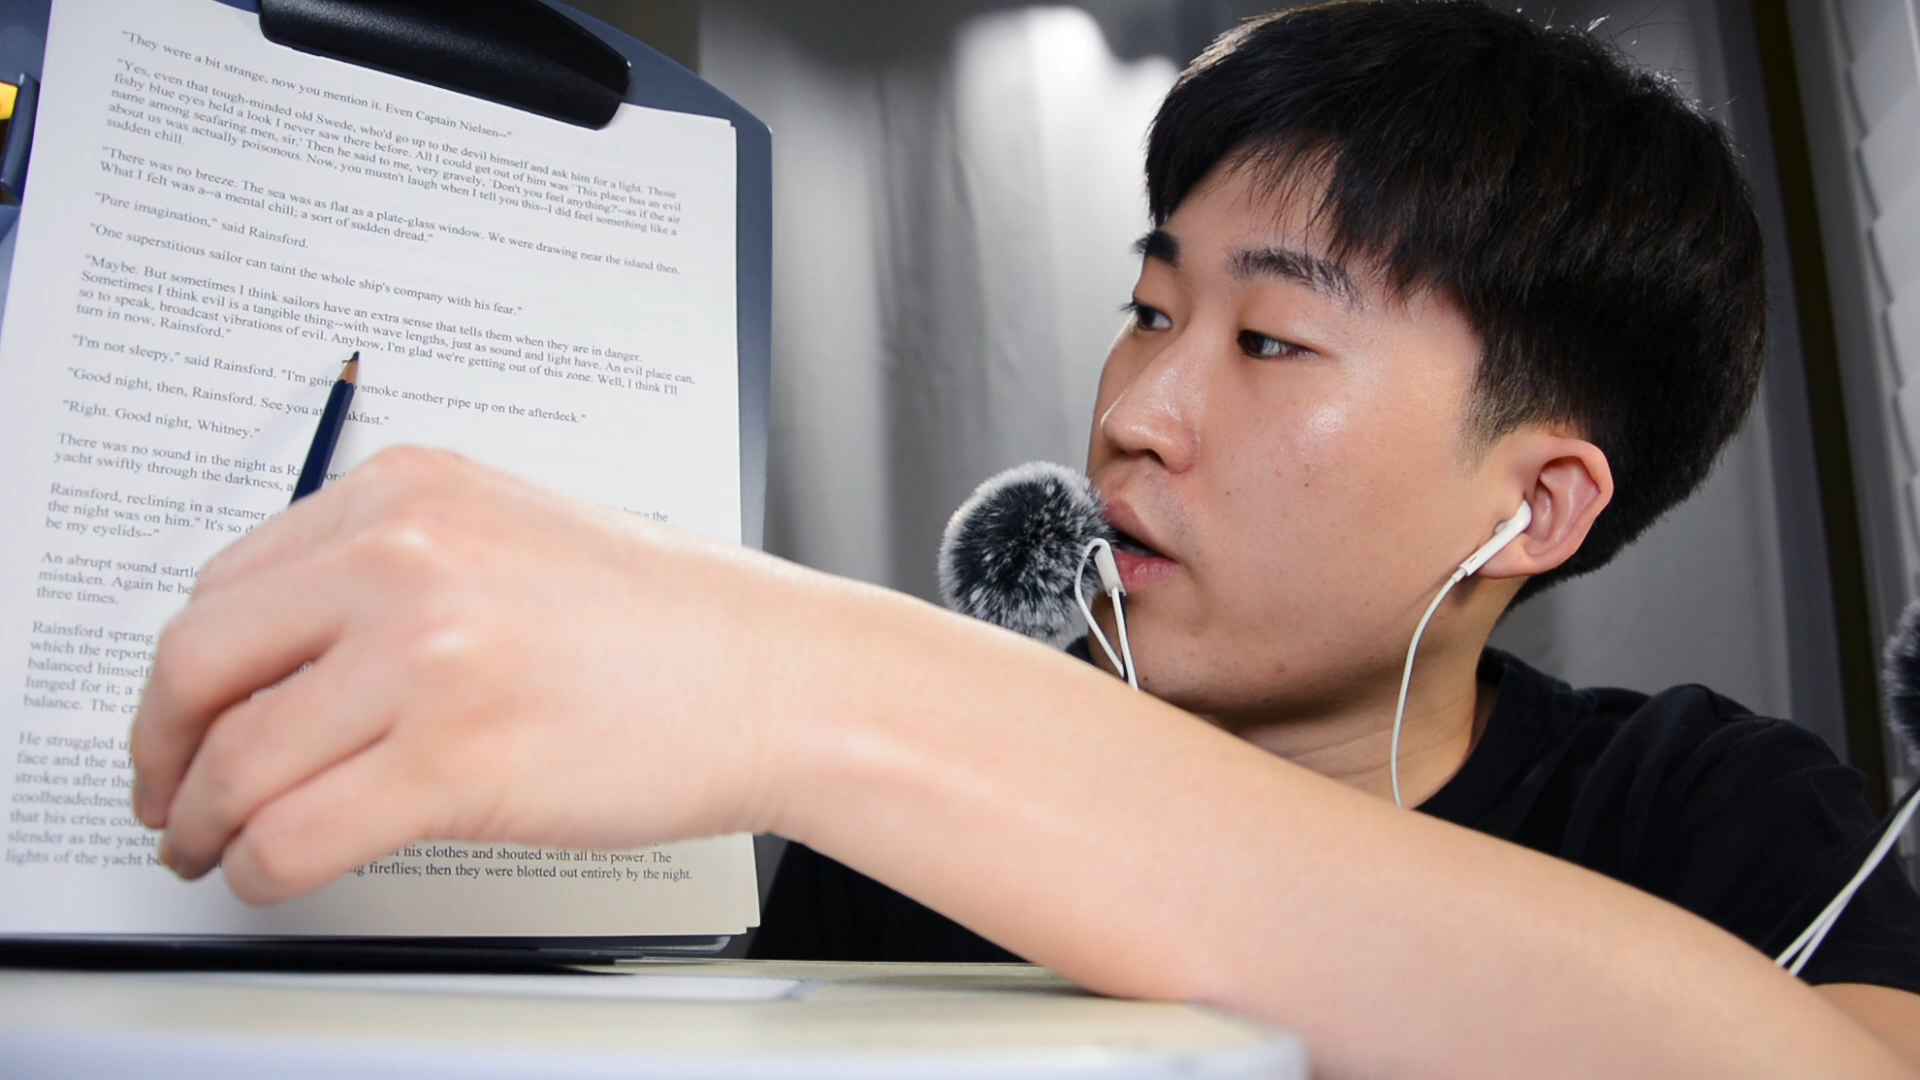 "They were a bit strange, now you mention it. Even Captain Nielsen--"
"Yes, even that tough-minded old Swede, who'd go up to the devil himself and ask him for a light. Those
fishy blue eyes held a look I never saw there before. All I could get out of him was 'This place has an evil
name among seafaring men, sir.' Then he said to me, very gravely, 'Don't you feel anything?'--as if the air
about us was actually poisonous. Now, you mustn't laugh when I tell you this--I did feel something like a
sudden chill.
"There was no breeze. The sea was as flat as a plate-glass window. We were drawing near the island then.
What I felt was a--a mental chill; a sort of sudden dread."
"Pure imagination," said Rainsford.
"One superstitious sailor can taint the whole ship's company with his fear."
"Maybe. But sometimes I think sailors have an extra sense that tells them when they are in danger.
Sometimes I think evil is a tangible thing--with wave lengths, just as sound and light have. An evil place can,
so to speak, broadcast vibrations of evil. Anyhow, I'm glad we're getting out of this zone. Well, I think I'll
turn in now, Rainsford."
"I'm not sleepy," said Rainsford. "I'm smoke another pipe up on the afterdeck."
"Good night, then, Rainsford. See you
"Right. Good night, Whitney."
There was no sound in the night as
yacht swiftly through the darkness, the
Rainsford, reclining in a steamer
the night was on him." It's so
be my eyelids--"
An abrupt sound
mistaken. Again he
three times.
Rainsford sprang
which the reports
balanced himself
lunged for it; a
balance. The
He struggled
face and the
strokes after the
coolheadedness
that his cries
slender as the yacht his clothes and shouted with all his power. The
lights of the yacht fireflies; then they were blotted out entirely by the night.